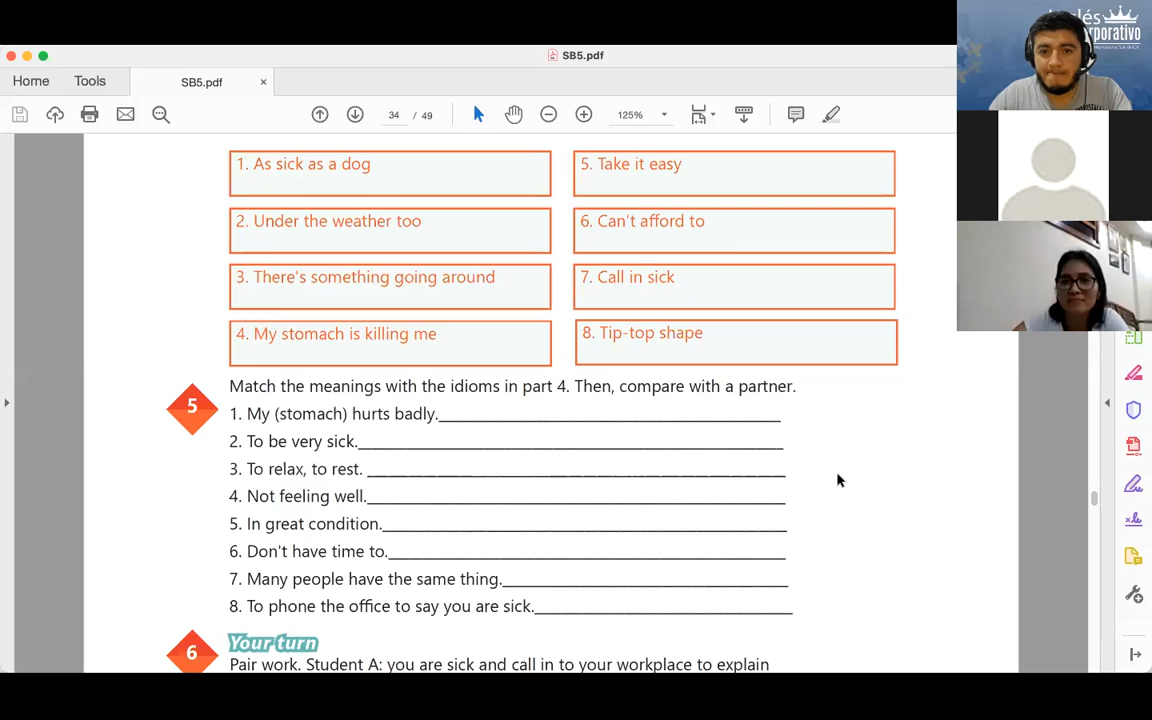 SB5.pdf
Home
Tools
SB5.pdf
×
34 / 49
125%
1. As sick as a dog
5. Take it easy
2. Under the weather too
6. Can't afford to
3. There's something going around
7. Call in sick
4. My stomach is killing me
8. Tip-top shape
5
Match the meanings with the idioms in part 4. Then, compare with a partner.
1. My (stomach) hurts badly.
2. To be very sick.
3. To relax, to rest.
4. Not feeling well.
5. In great condition.
6. Don't have time to.
7. Many people have the same thing.
8. To phone the office to say you are sick.
6
Your turn
Pair work. Student A: you are sick and call in to your workplace to explain